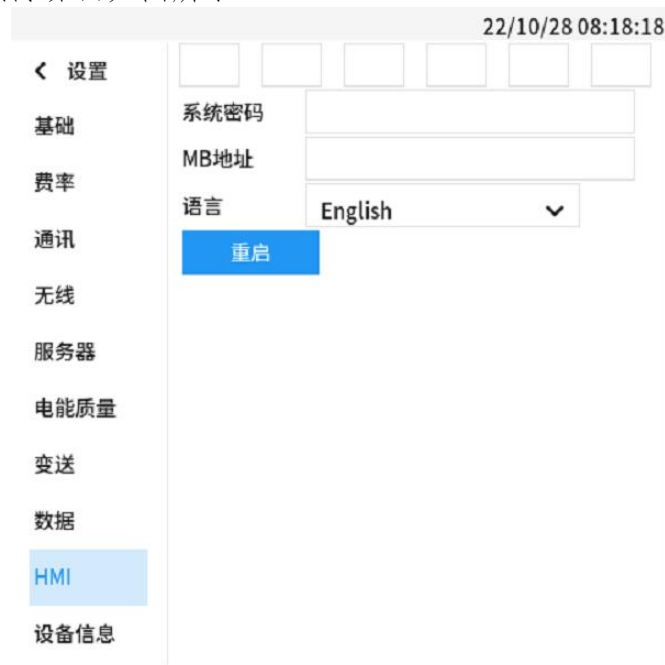 22/10/28 08:18:18
设置
基础
费率
通讯
无线
服务器
电能质量
变送
数据
HMI
设备信息
系统密码
MB地址
语言 English
重启